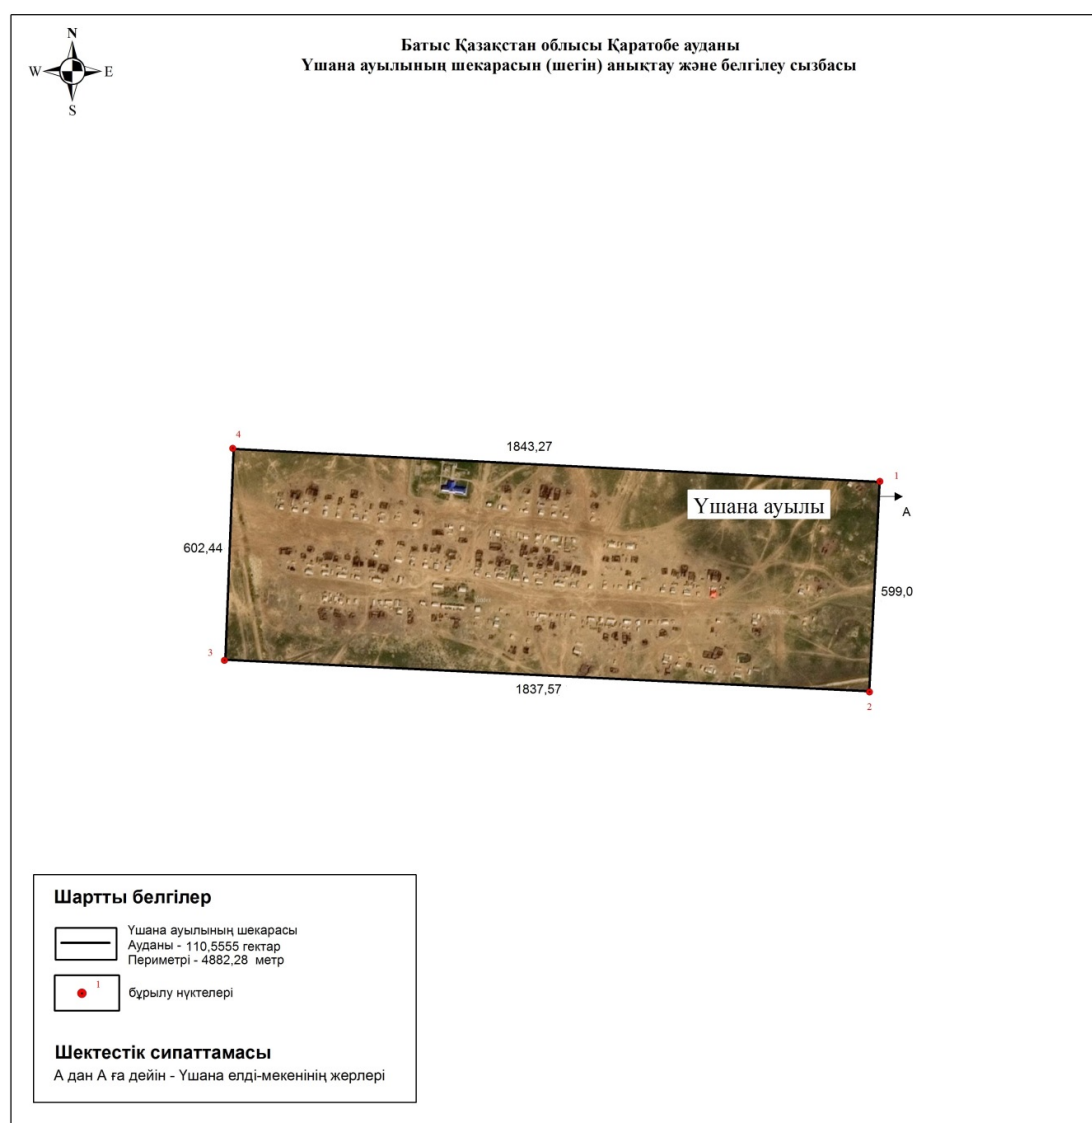 N
W E
S
Батыс Қазақстан облысы Қаратобе ауданы
Үшана ауылының шекарасын (шегін) анықтау және белгілеу сызбасы
4
1843,27
1
Үшана ауылы
А
602,44
599,0
3
1837,57
2
Шартты белгілер
Үшана ауылының шекарасы
Ауданы - 110,5555 гектар
Периметрі - 4882,28 метр
1
бұрылу нүктелері
Шектестік сипаттамасы
А дан А ға дейін - Үшана елді-мекенінің жерлері